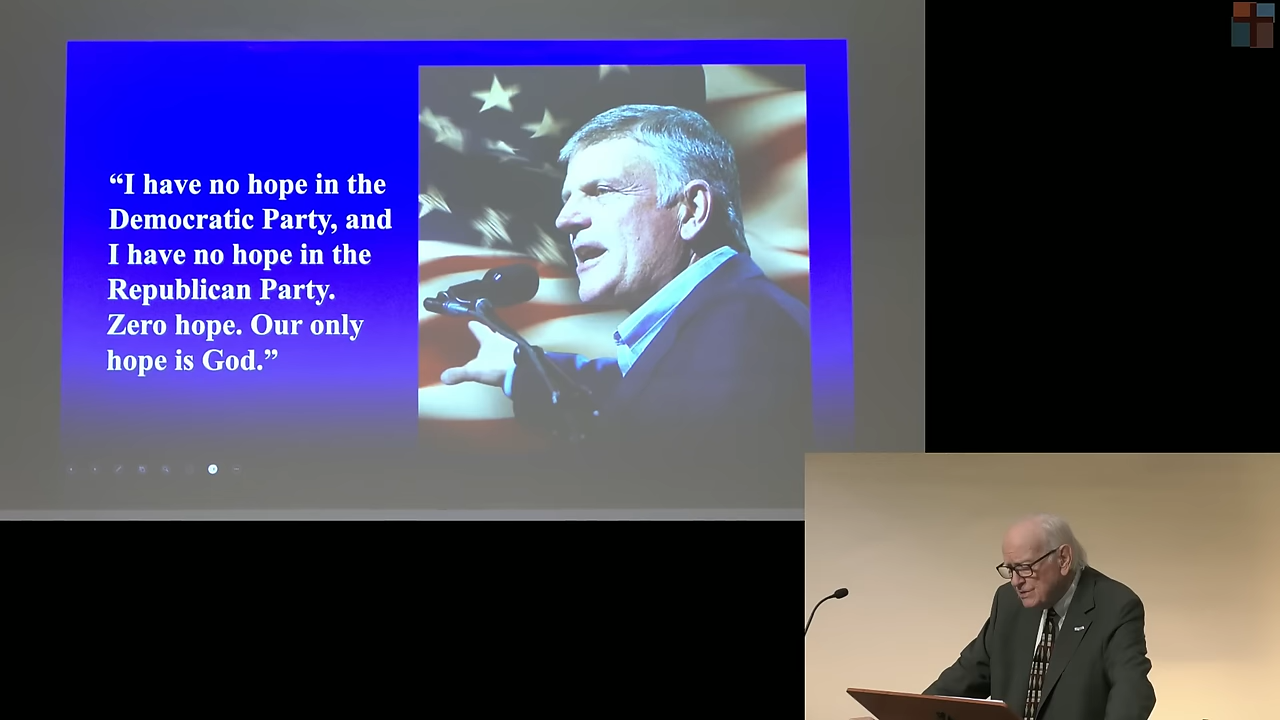 “I have no hope in the
Democratic Party, and
I have no hope in the
Republican Party.
Zero hope. Our only
hope is God.”